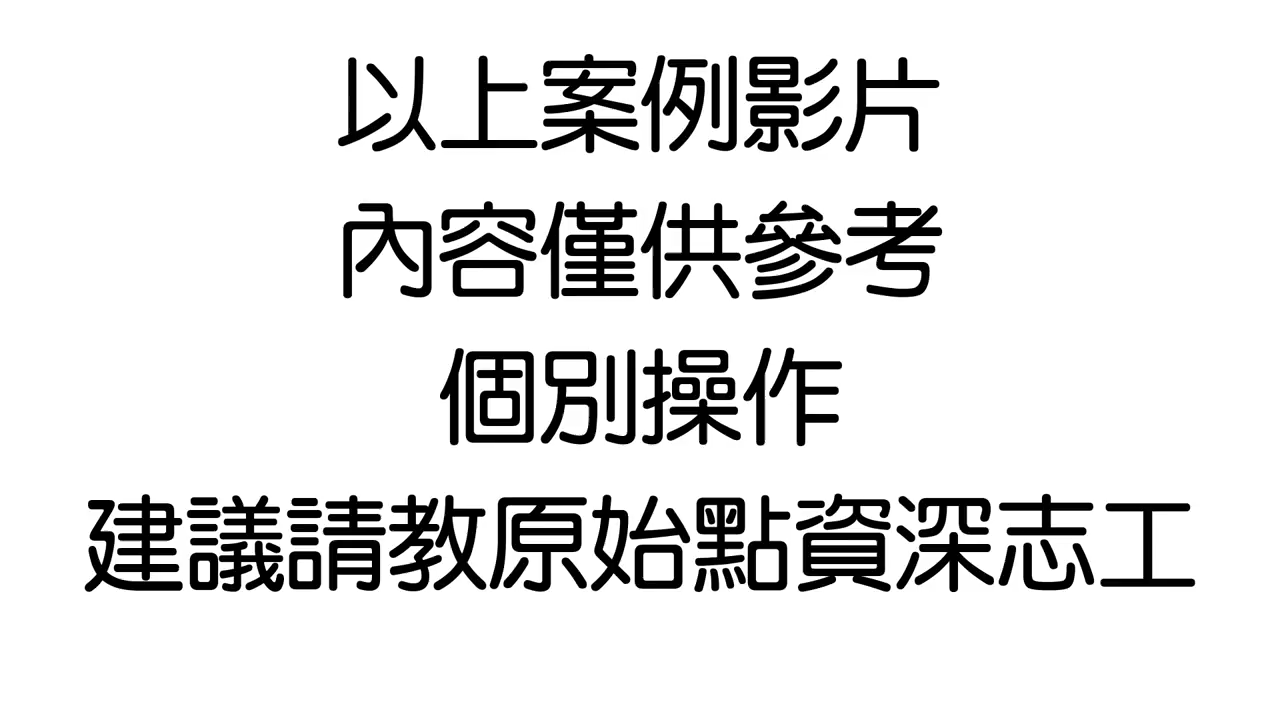 以上案例影片
內容僅供參考
個別操作
建議請教原始點資深志工